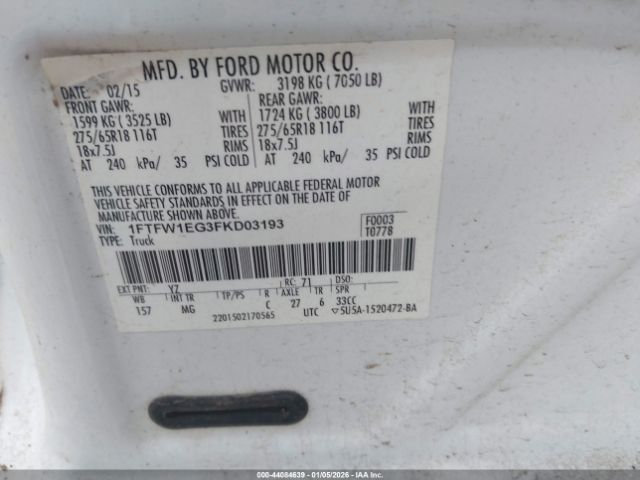 MFD. BY FORD MOTOR CO.
DATE: 02/15 GVWR: 3198 KG ( 7050 LB)
FRONT GAWR: REAR GAWR:
1599 KG ( 3525 LB) WITH 1724 KG ( 3800 LB) WITH
275/65R18 116T TIRES 275/65R18 116T TIRES
18x7.5J RIMS 18x7.5J RIMS
AT 240 kPa/ 35 PSI COLD AT 240 kPa/ 35 PSI COLD
THIS VEHICLE CONFORMS TO ALL APPLICABLE FEDERAL MOTOR
VEHICLE SAFETY STANDARDS IN EFFECT ON THE DATE OF
MANUFACTURE SHOWN ABOVE.
VIN: 1FTFW1EG3FKD03193 F0003
TYPE: Truck T0778
EXT PNT: YZ RC: 71 DSO:
WB INT TR TP/PS R AXLE TR SPR
157 MG C 27 6 33CC
2201502170565 UTC ▽5U5A-1520472-BA
000-44084639 | 01/05/2026 - IAA Inc.